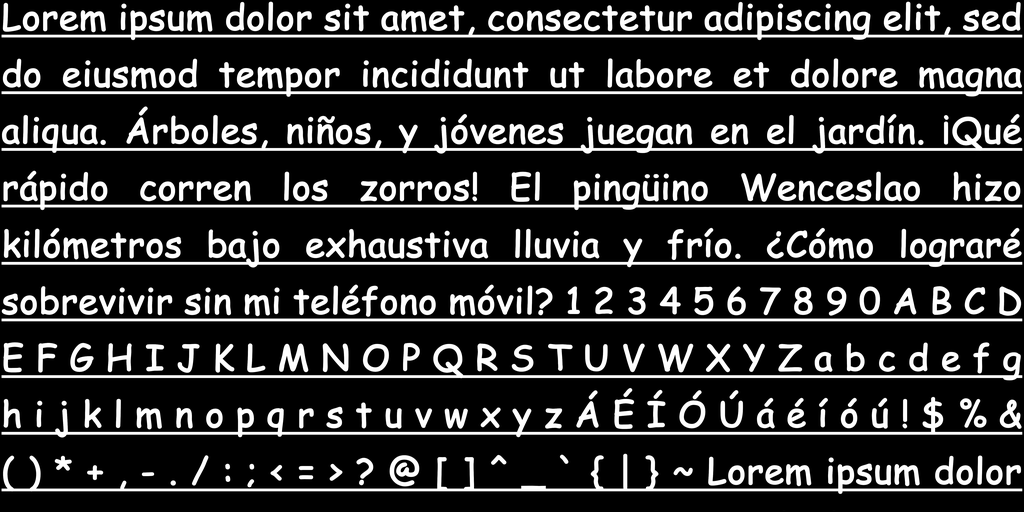 Lorem ipsum dolor sit amet, consectetur adipiscing elit, sed
do eiusmod tempor incididunt ut labore et dolore magna
aliqua. Árboles, niños, y jóvenes juegan en el jardín. ¡Qué
rápido corren los zorros! El pingüino Wenceslao hizo
kilómetros bajo exhaustiva lluvia y frío. ¿Cómo lograré
sobrevivir sin mi teléfono móvil? 1 2 3 4 5 6 7 8 9 0 A B C D
E F G H I J K L M N O P Q R S T U V W X Y Z a b c d e f g
h i j k l m n o p q r s t u v w x y z Á É Í Ó Ú á é í ó ú ! $ % &
( ) * + , - . / : ; < = > ? @ [ ] ^ _ ` { | } ~ Lorem ipsum dolor